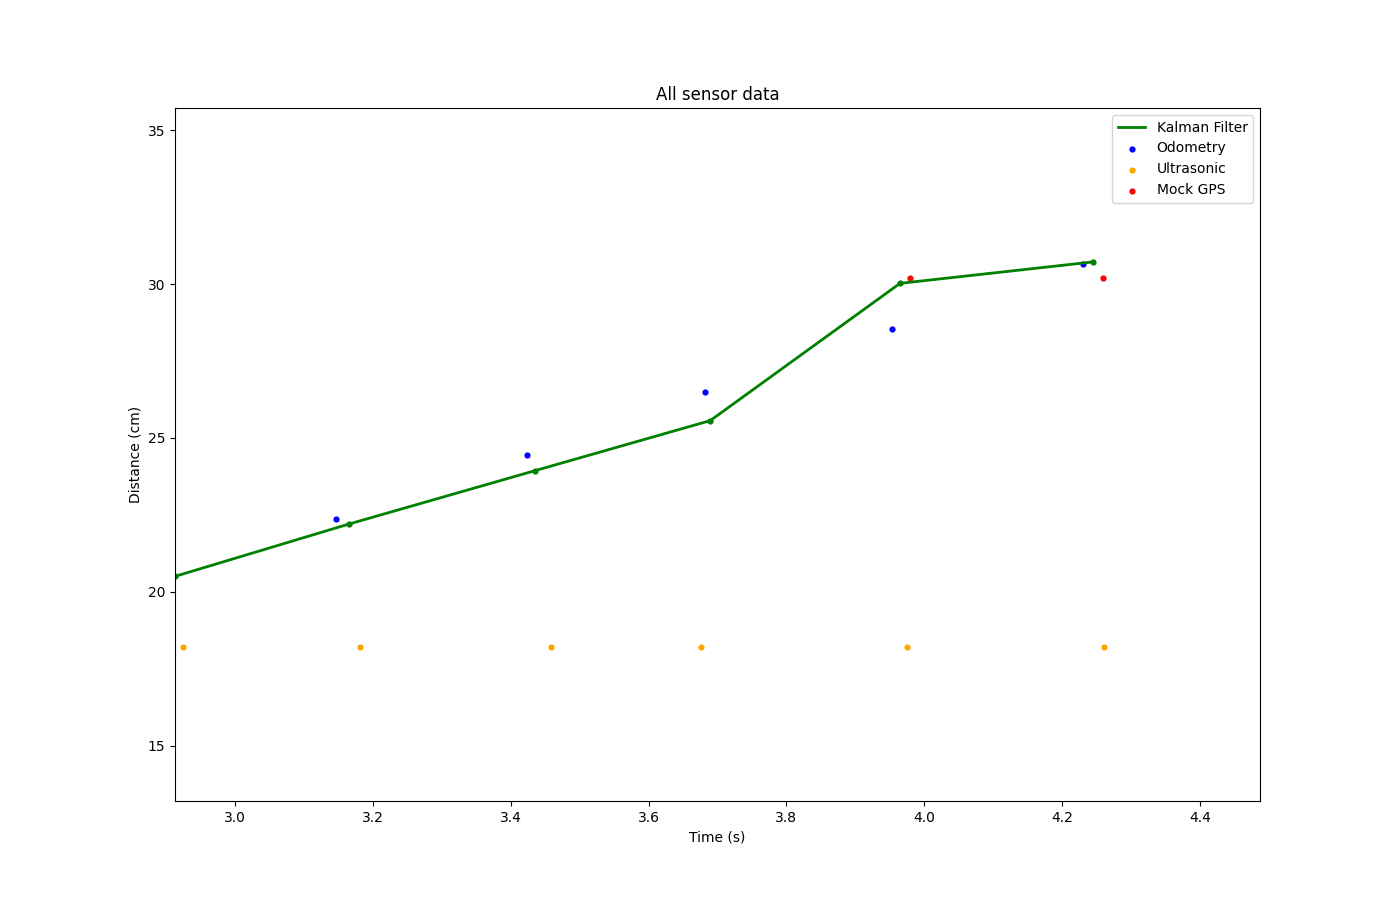 All sensor data
Kalman Filter
Odometry
Ultrasonic
Mock GPS
35
30
25
20
15
Distance (cm)
3.0 3.2 3.4 3.6 3.8 4.0 4.2 4.4
Time (s)